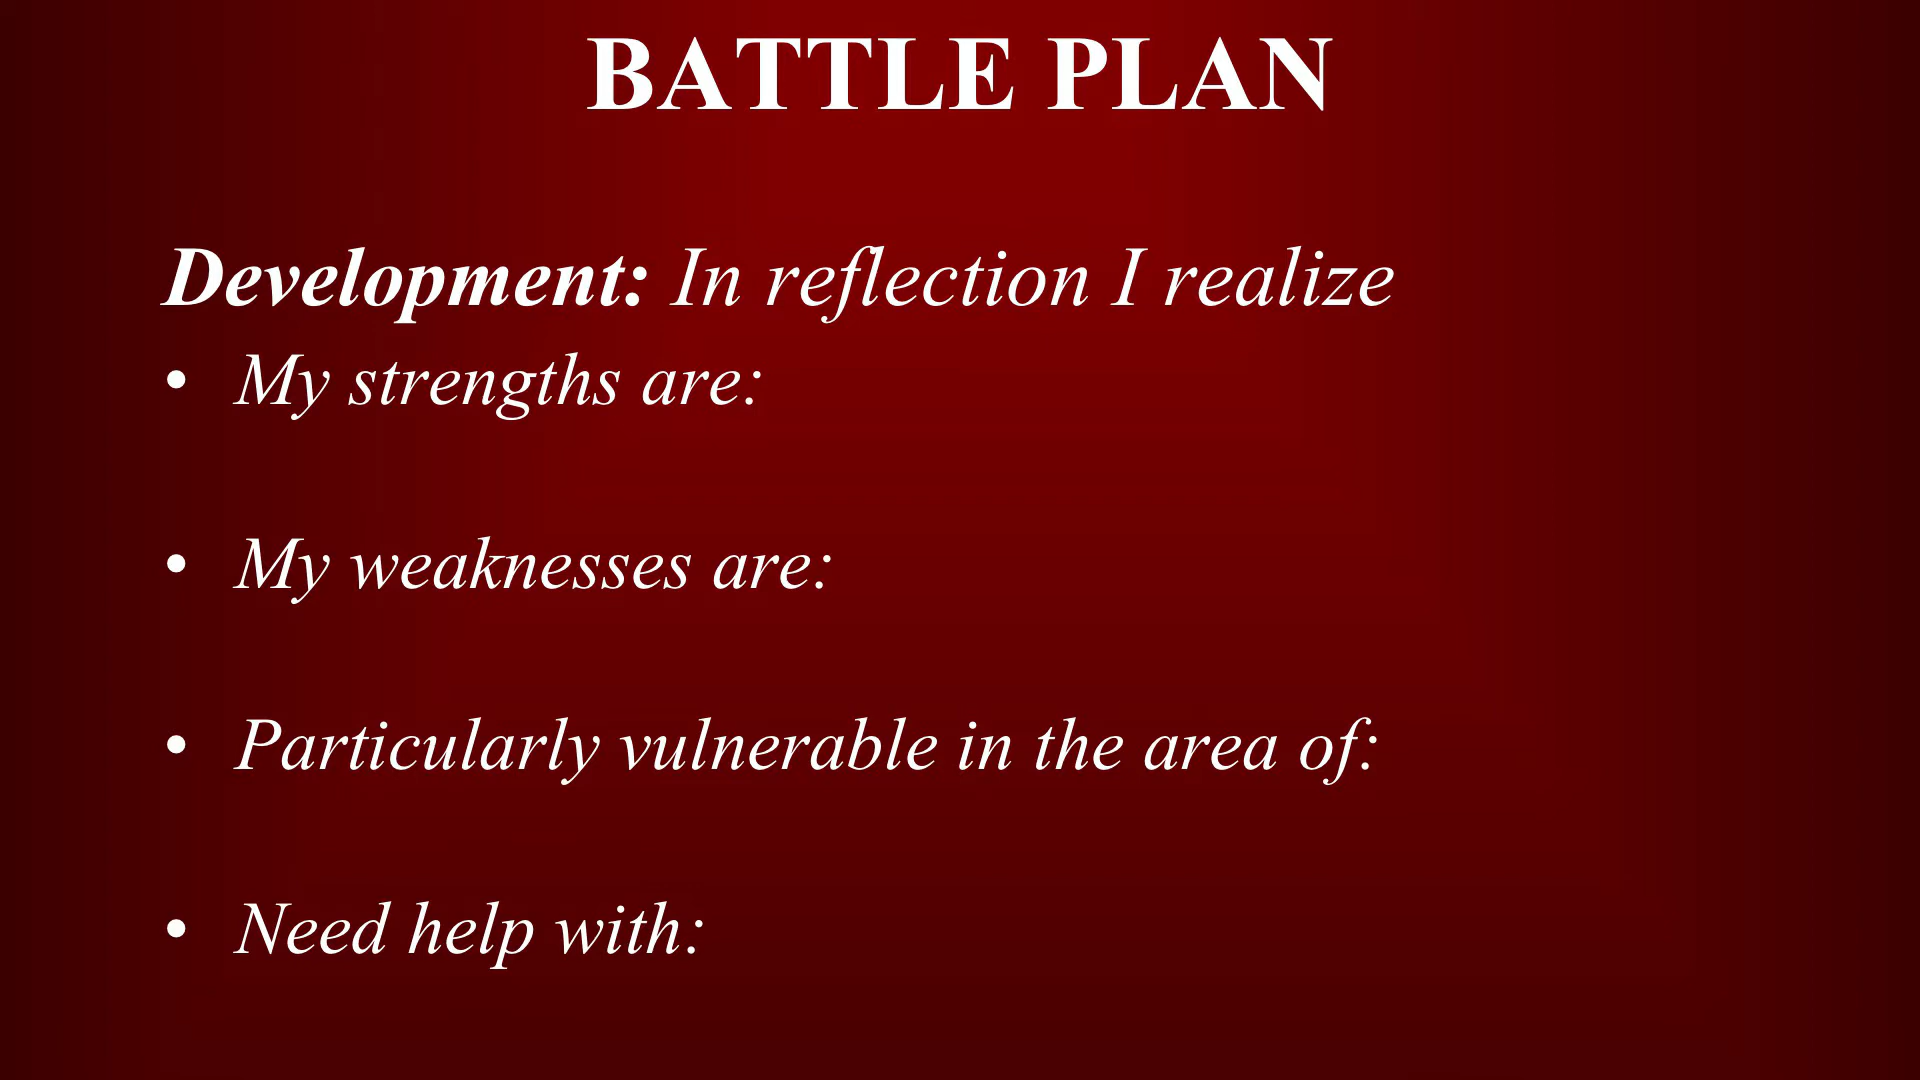 BATTLE PLAN
Development: In reflection I realize
• My strengths are:
• My weaknesses are:
• Particularly vulnerable in the area of:
• Need help with: